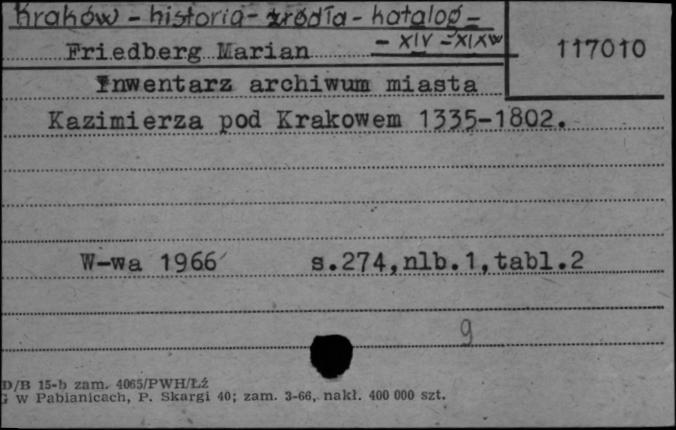 Kraków - historia - źródła - katalog -
- XIV - XIX w
Friedberg Marian
117010
Inwentarz archiwum miasta
Kazimierza pod Krakowem 1335-1802.
W-wa 1966 s.274,nlb.1,tabl.2
9
D/B 15-b zam. 4065/PWH/Łź
W Pabianicach, P. Skargi 40; zam. 3-66, nakł. 400 000 szt.